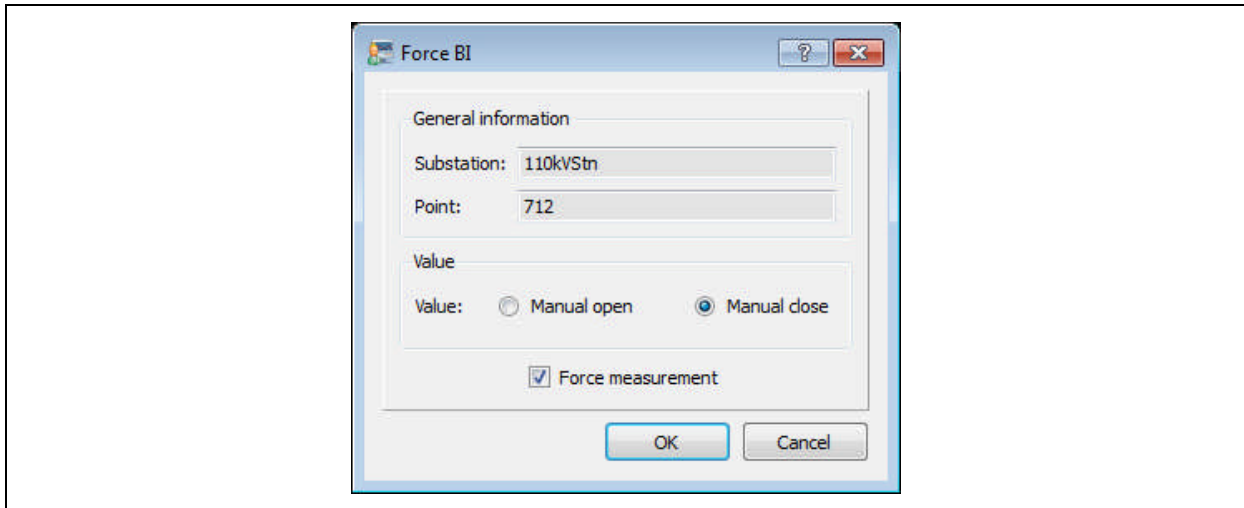 Force BI
General information
Substation: 110kVStn
Point: 712
Value
Value: Manual open Manual close
Force measurement
OK Cancel